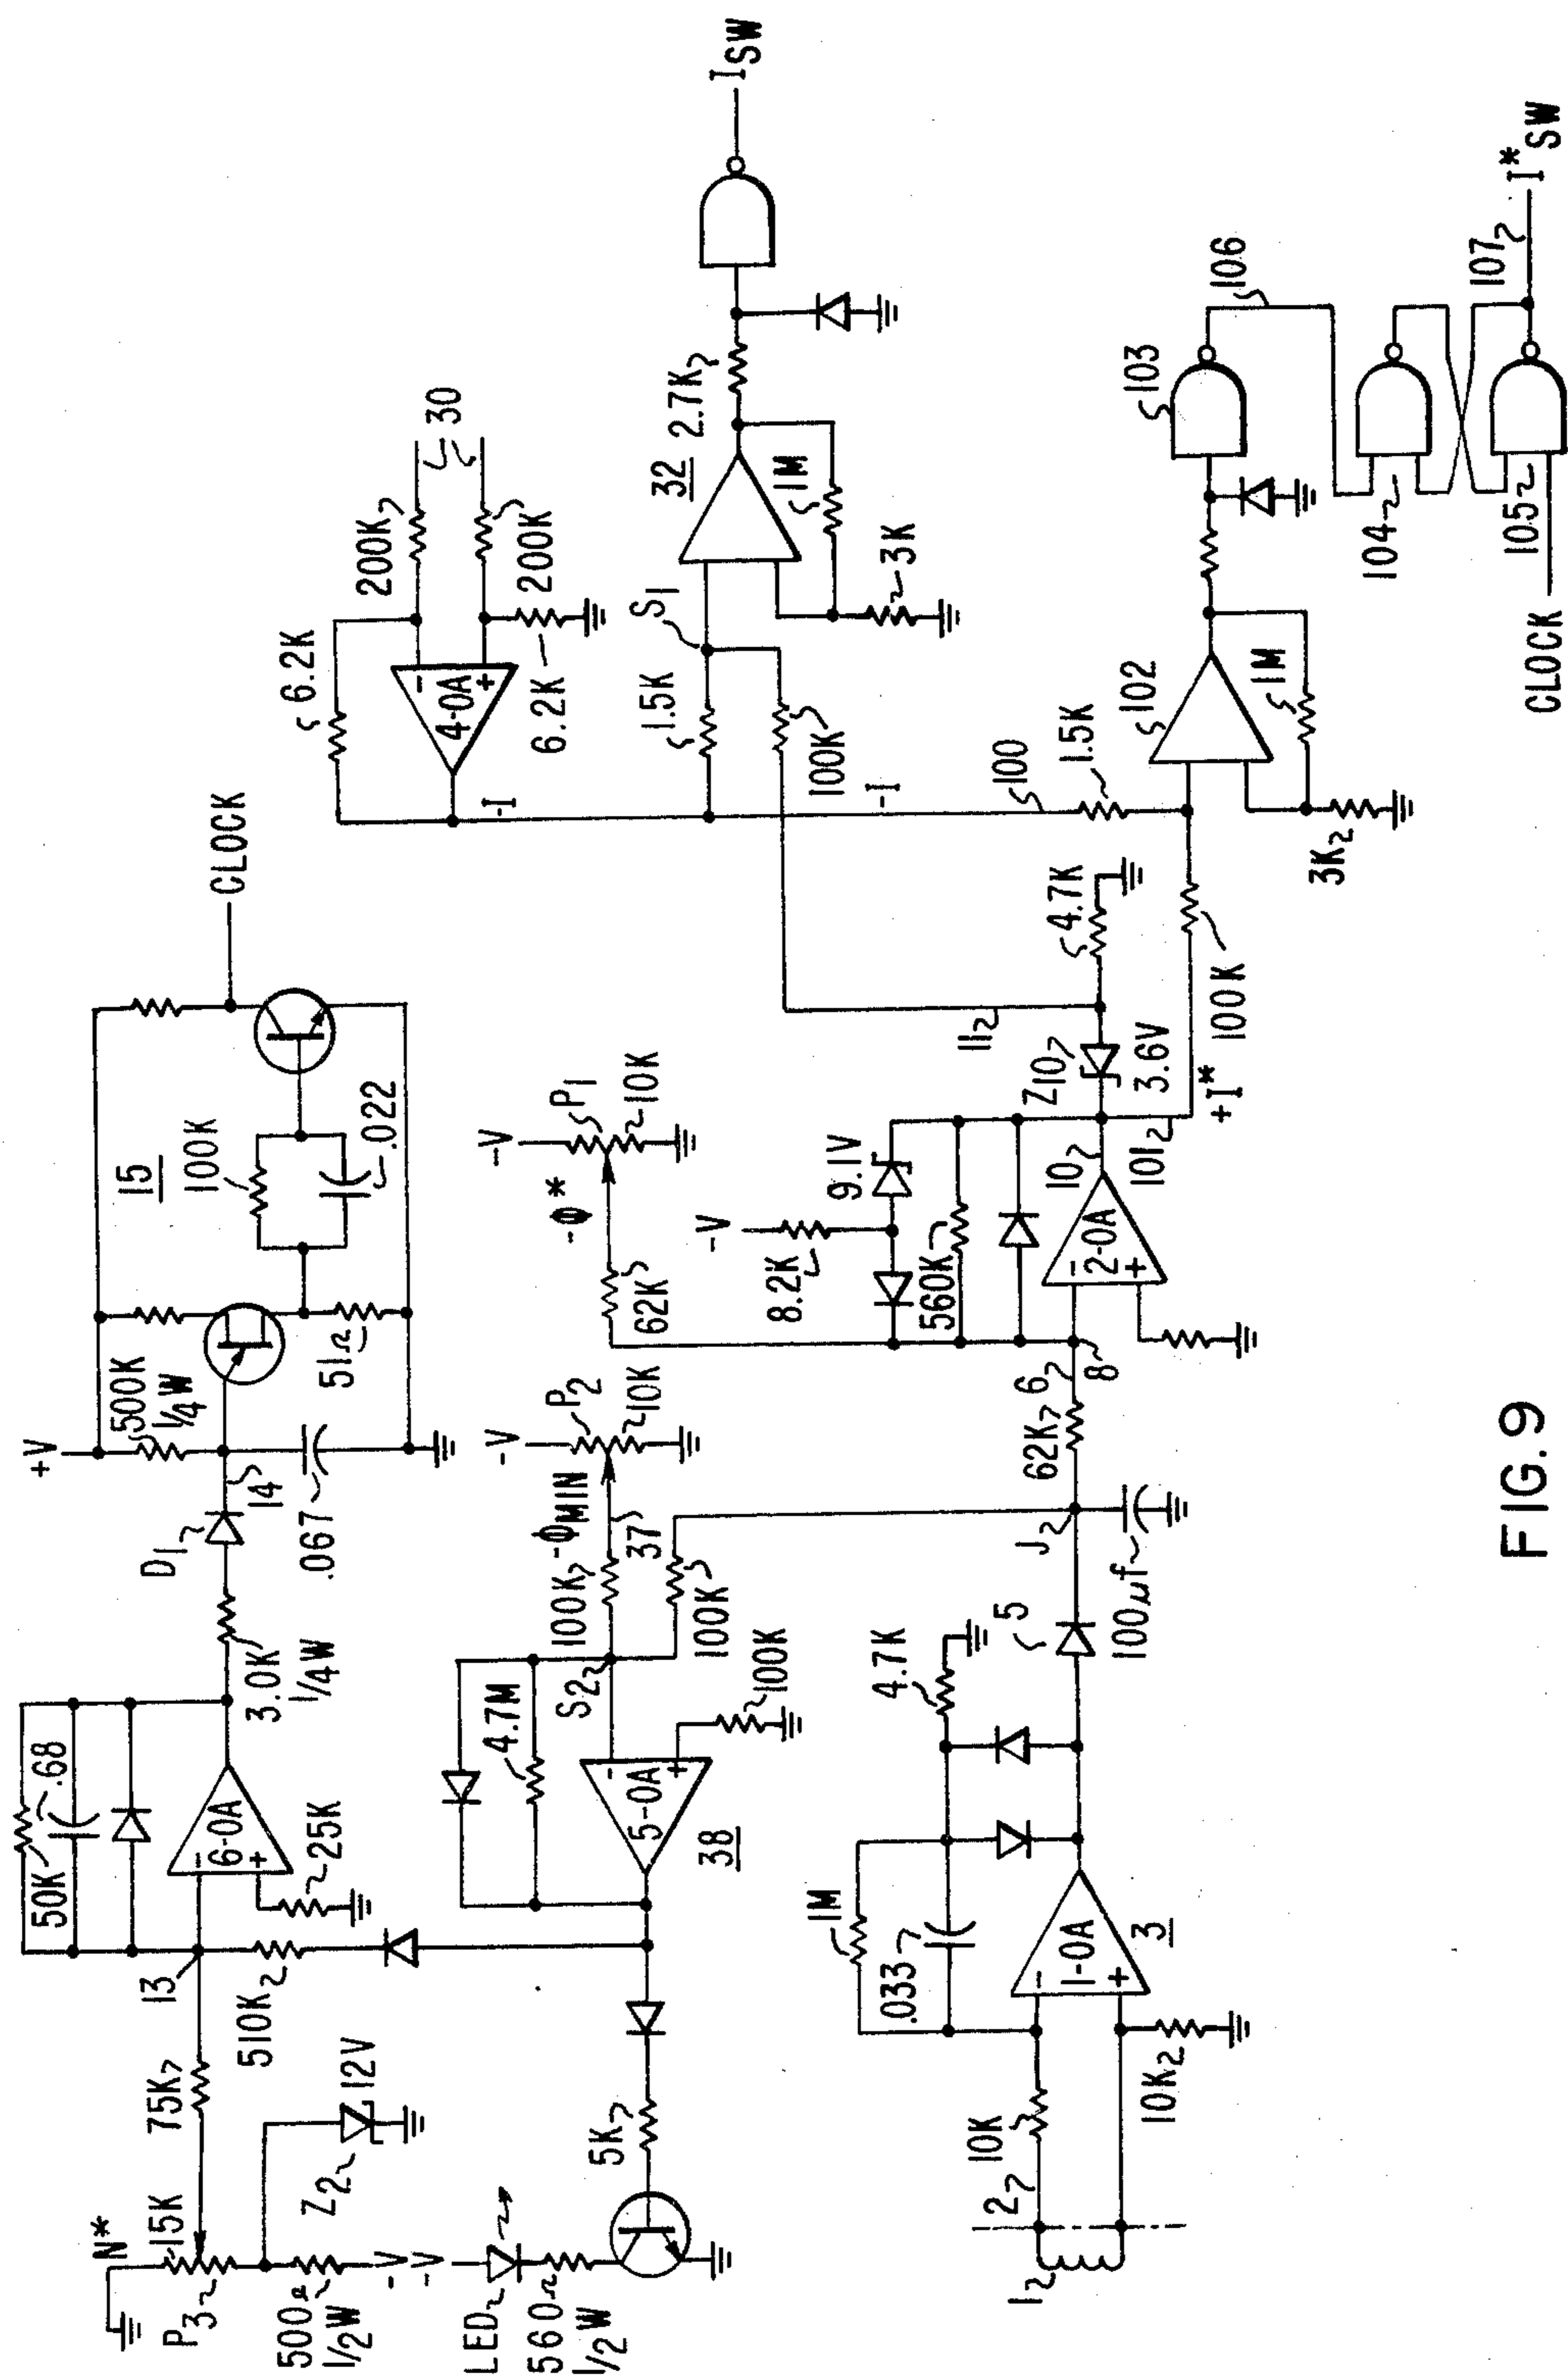 N*
P3
15K
75K
13
500Ω
1/2W
Z2
12V
-V
50K
.68
6-OA
-
+
25K
510K
3.0K
1/4W
D1
14
.067
+V
500K
1/4W
51Ω
15
100K
.022
CLOCK
-V
LED
560Ω
1/2W
5K
4.7M
5-OA
-
+
38
S2
100K
100K
100K
-ΦMIN
37
-V
P2
10K
-Φ*
-V
P1
10K
62K
1
2
10K
10K
1M
.033
1-OA
-
+
3
4.7K
5
J2
100µf
62K
6
8
-V
8.2K
9.1V
560K
2-OA
-
+
10
101
+I*
Z10
3.6V
11
4.7K
100K
6.2K
4-OA
-
+
200K
200K
30
6.2K
-I
-I
1.5K
100K
S1
32
1M
3K
2.7K
ISW
100
1.5K
102
1M
3K
103
106
104
105
107
I*SW
CLOCK
FIG. 9